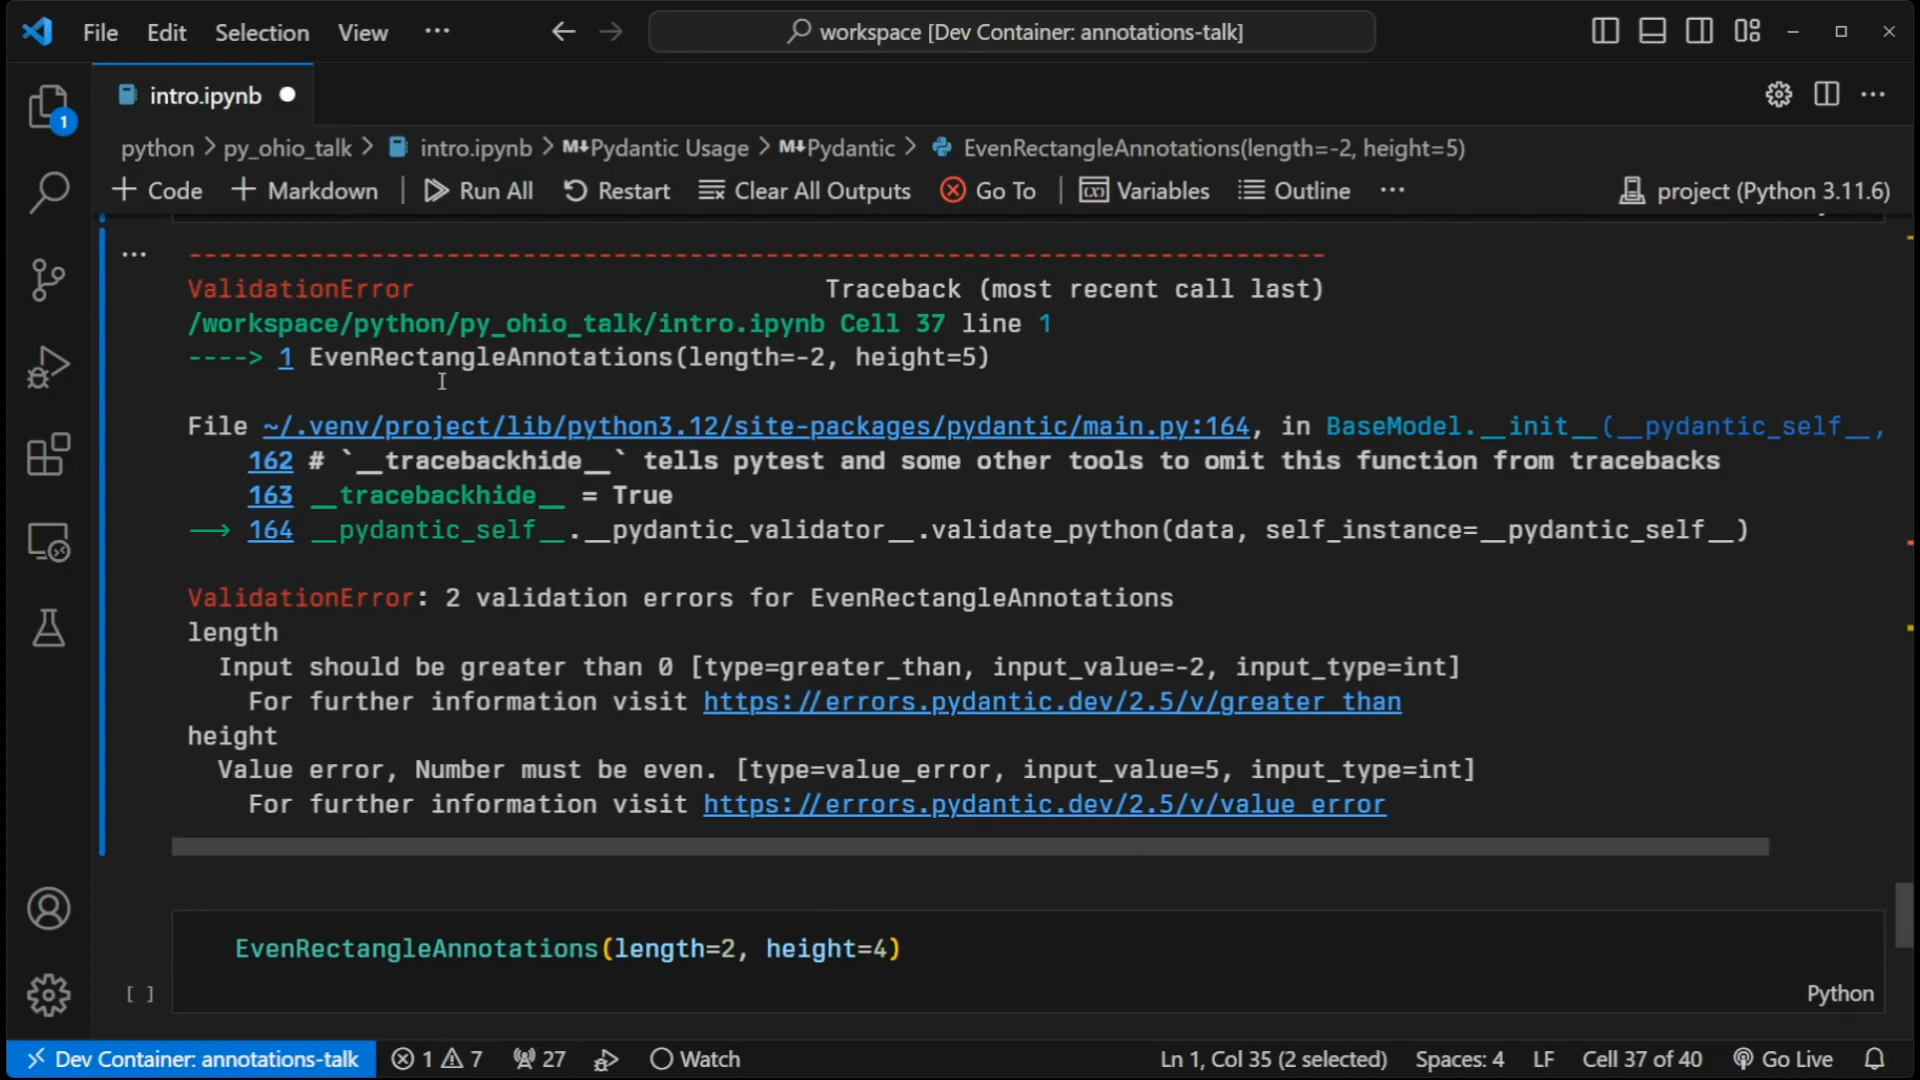 File Edit Selection View ··· workspace [Dev Container: annotations-talk]
1
intro.ipynb
python > py_ohio_talk > intro.ipynb > M↓Pydantic Usage > M↓Pydantic > EvenRectangleAnnotations(length=-2, height=5)
+ Code + Markdown | Run All Restart Clear All Outputs Go To | Variables Outline ··· project (Python 3.11.6)
---------------------------------------------------------------------------
ValidationError Traceback (most recent call last)
/workspace/python/py_ohio_talk/intro.ipynb Cell 37 line 1
----> 1 EvenRectangleAnnotations(length=-2, height=5)
File ~/.venv/project/lib/python3.12/site-packages/pydantic/main.py:164, in BaseModel.__init__(__pydantic_self__,
162 # `__tracebackhide__` tells pytest and some other tools to omit this function from tracebacks
163 __tracebackhide__ = True
--> 164 __pydantic_self__.__pydantic_validator__.validate_python(data, self_instance=__pydantic_self__)
ValidationError: 2 validation errors for EvenRectangleAnnotations
length
Input should be greater than 0 [type=greater_than, input_value=-2, input_type=int]
For further information visit https://errors.pydantic.dev/2.5/v/greater_than
height
Value error, Number must be even. [type=value_error, input_value=5, input_type=int]
For further information visit https://errors.pydantic.dev/2.5/v/value_error
EvenRectangleAnnotations(length=2, height=4)
[ ] Python
Dev Container: annotations-talk 1 7 27 Watch Ln 1, Col 35 (2 selected) Spaces: 4 LF Cell 37 of 40 Go Live